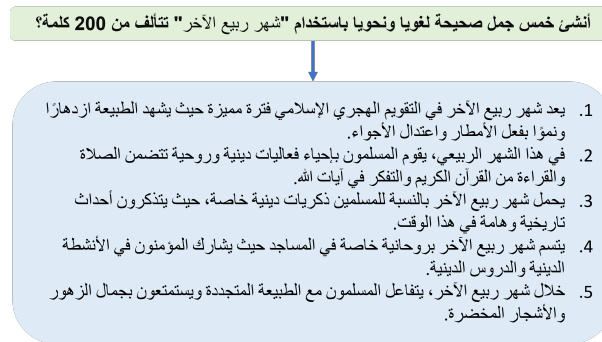 أنشئ خمس جمل صحيحة لغويا ونحويا باستخدام "شهر ربيع الآخر" تتألف من 200 كلمة؟
1. يعد شهر ربيع الآخر في التقويم الهجري الإسلامي فترة مميزة حيث يشهد الطبيعة ازدهارًا
ونموًا بفعل الأمطار واعتدال الأجواء.
2. في هذا الشهر الربيعي، يقوم المسلمون بإحياء فعاليات دينية وروحية تتضمن الصلاة
والقراءة من القرآن الكريم والتفكر في آيات الله.
3. يحمل شهر ربيع الآخر بالنسبة للمسلمين ذكريات دينية خاصة، حيث يتذكرون أحداث
تاريخية وهامة في هذا الوقت.
4. يتسم شهر ربيع الآخر بروحانية خاصة في المساجد حيث يشارك المؤمنون في الأنشطة
الدينية والدروس الدينية.
5. خلال شهر ربيع الآخر، يتفاعل المسلمون مع الطبيعة المتجددة ويستمتعون بجمال الزهور
والأشجار المخضرة.